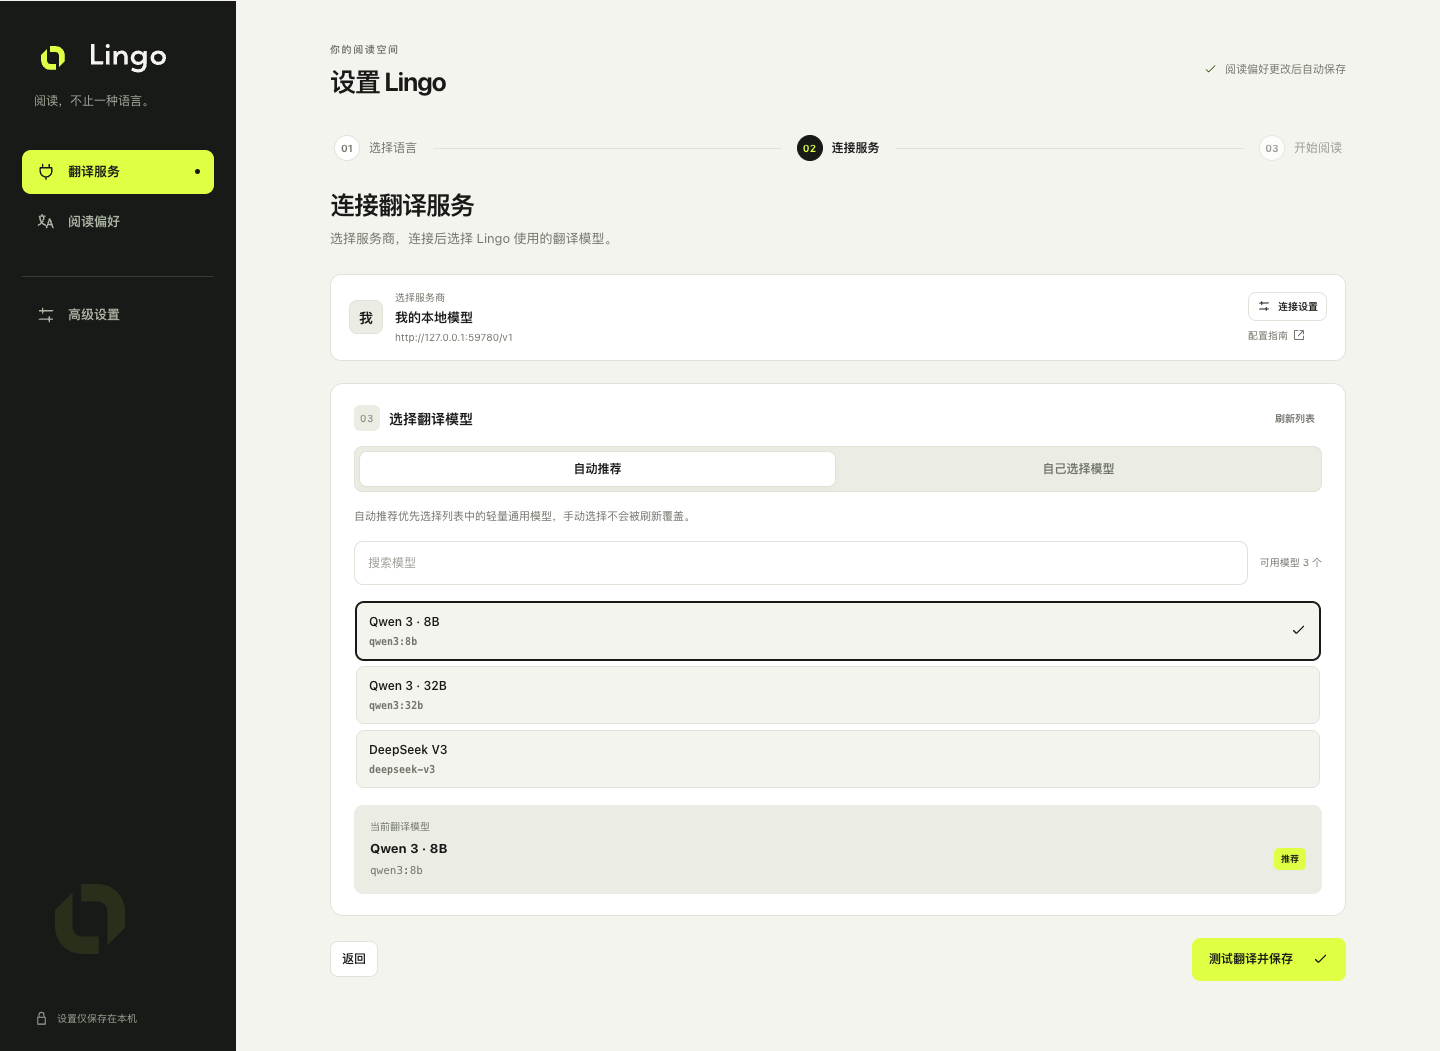 Lingo
阅读，不止一种语言。
翻译服务
阅读偏好
高级设置
设置仅保存在本机
你的阅读空间
设置 Lingo
阅读偏好更改后自动保存
01 选择语言
02 连接服务
03 开始阅读
连接翻译服务
选择服务商，连接后选择 Lingo 使用的翻译模型。
我
选择服务商
我的本地模型
http://127.0.0.1:59780/v1
连接设置
配置指南
03 选择翻译模型
刷新列表
自动推荐
自己选择模型
自动推荐优先选择列表中的轻量通用模型，手动选择不会被刷新覆盖。
搜索模型
可用模型 3 个
Qwen 3 · 8B
qwen3:8b
Qwen 3 · 32B
qwen3:32b
DeepSeek V3
deepseek-v3
当前翻译模型
Qwen 3 · 8B
qwen3:8b
推荐
返回
测试翻译并保存